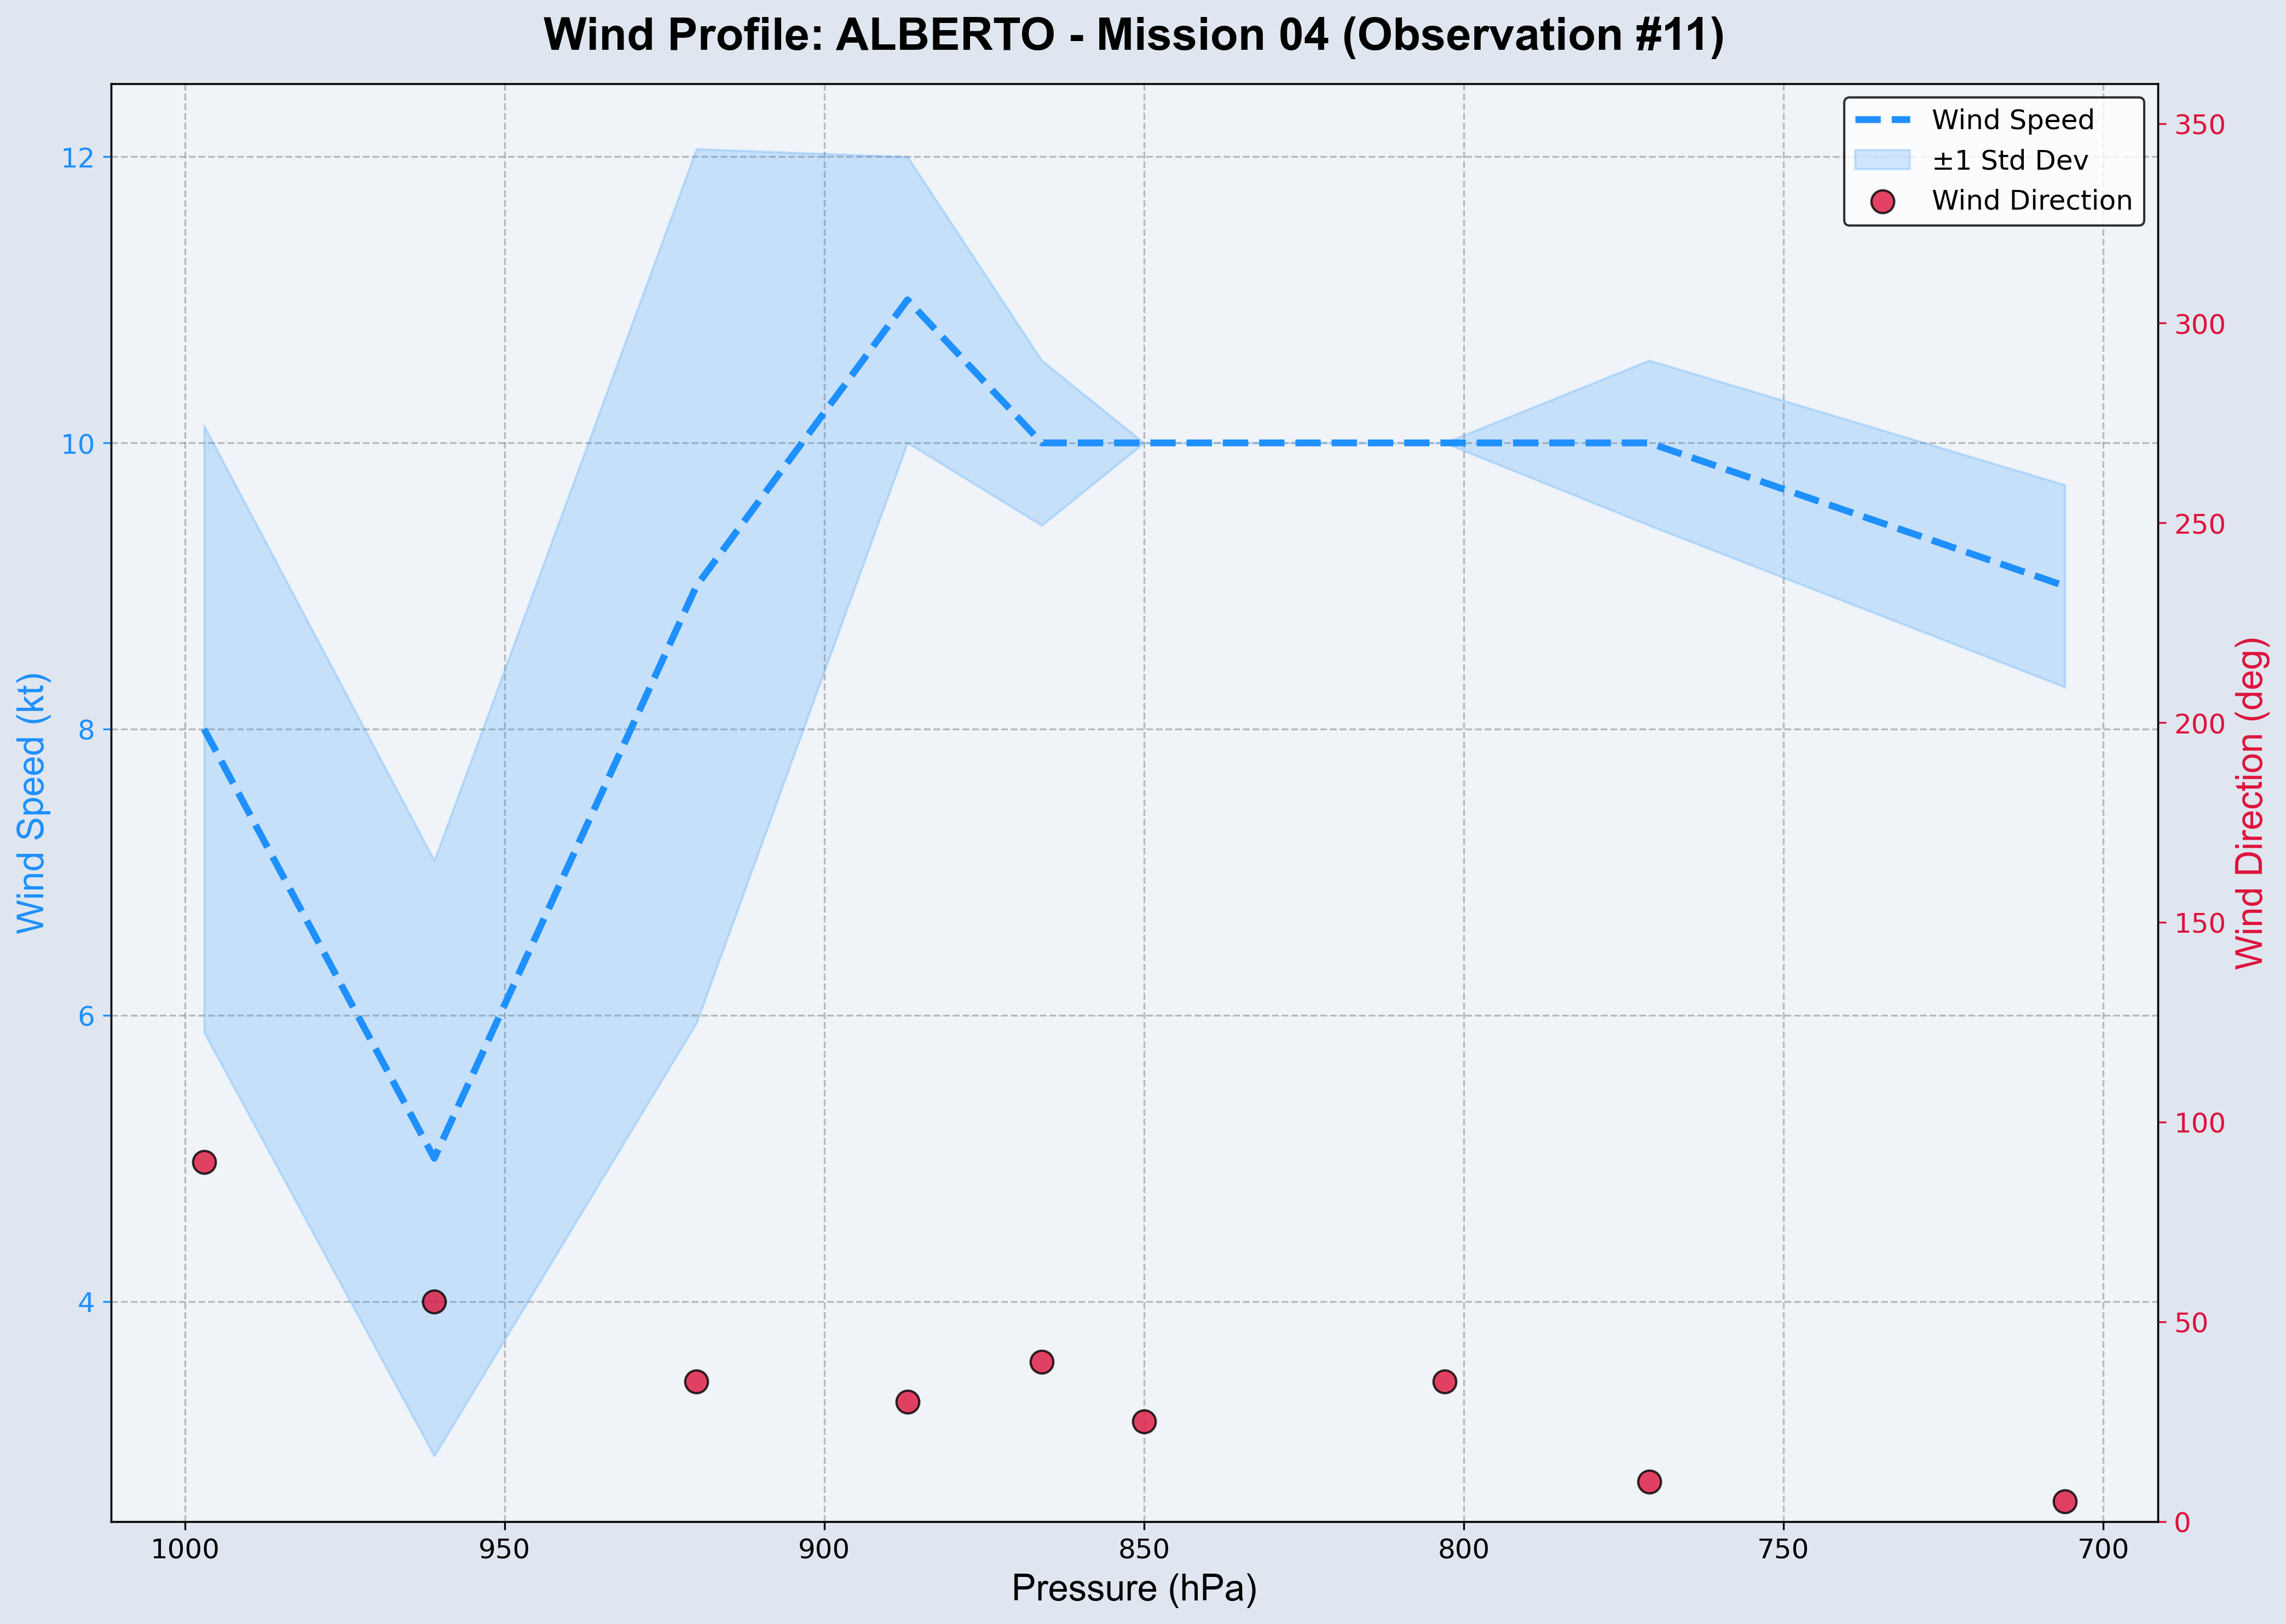 Wind Profile: ALBERTO - Mission 04 (Observation #11)
Wind Speed
±1 Std Dev
Wind Direction
12
10
8
6
4
Wind Speed (kt)
350
300
250
200
150
100
50
0
Wind Direction (deg)
1000
950
900
850
800
750
700
Pressure (hPa)